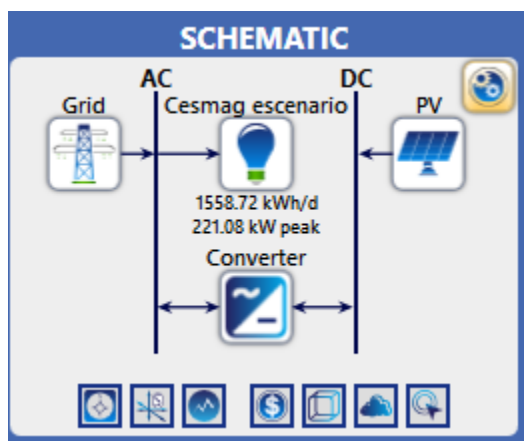 SCHEMATIC
AC DC
Grid Cesmag escenario PV
1558.72 kWh/d
221.08 kW peak
Converter